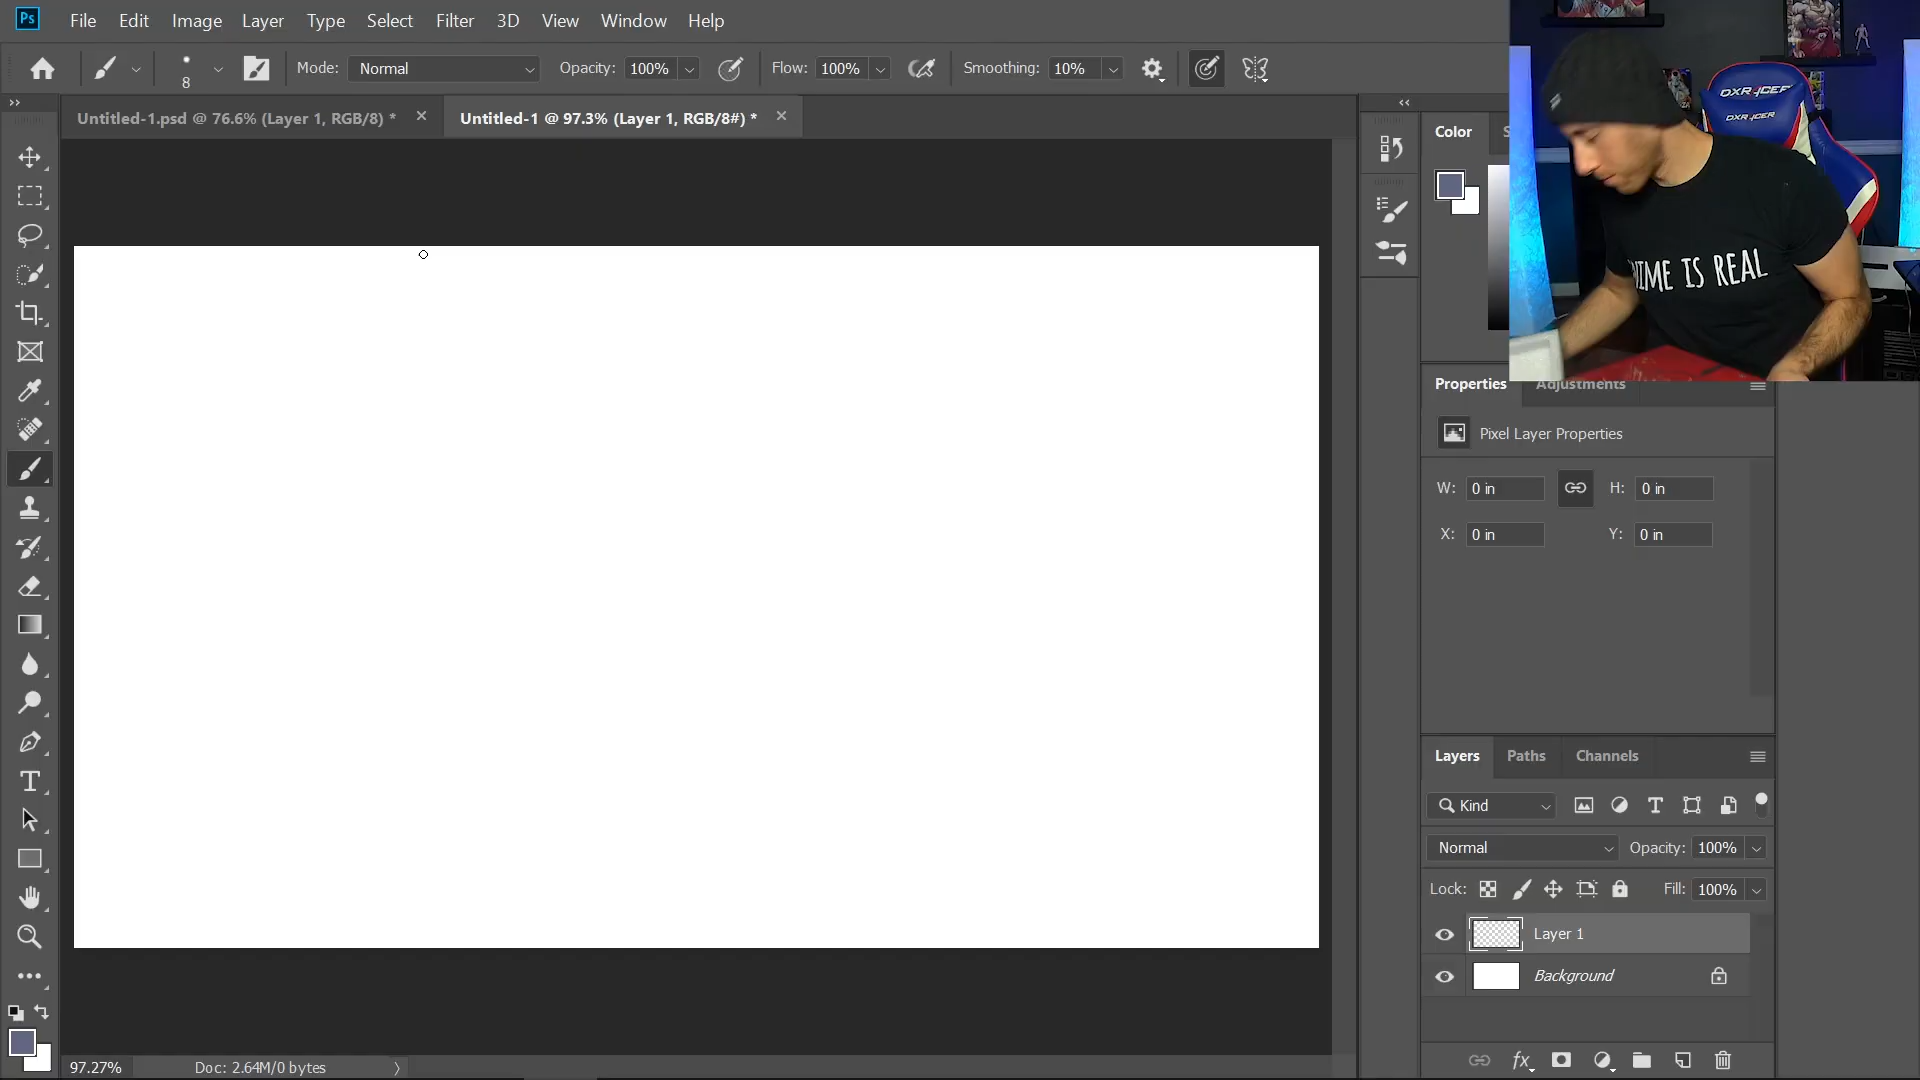 Ps File Edit Image Layer Type Select Filter 3D View Window Help
8 Mode: Normal Opacity: 100% Flow: 100% Smoothing: 10%
Untitled-1.psd @ 76.6% (Layer 1, RGB/8) * Untitled-1 @ 97.3% (Layer 1, RGB/8#) *
Color S
DXRACER
DXRACER
NIME IS REAL
Properties Adjustments
Pixel Layer Properties
W: 0 in H: 0 in
X: 0 in Y: 0 in
Layers Paths Channels
Kind
Normal Opacity: 100%
Lock: Fill: 100%
Layer 1
Background
97.27% Doc: 2.64M/0 bytes